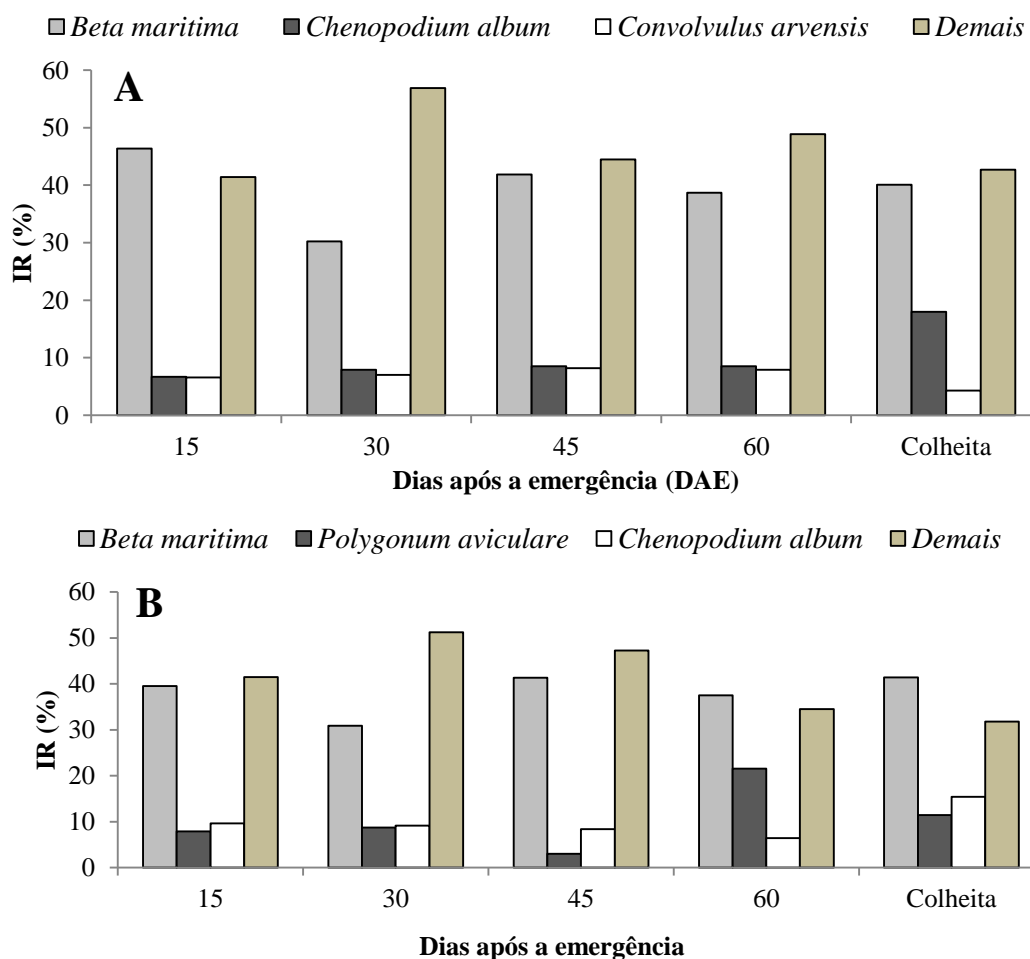 Beta maritima Chenopodium album Convolvulus arvensis Demais
A
60
50
40
30
20
10
0
IR (%)
15 30 45 60 Colheita
Dias após a emergência (DAE)
Beta maritima Polygonum aviculare Chenopodium album Demais
B
60
50
40
30
20
10
0
IR (%)
15 30 45 60 Colheita
Dias após a emergência